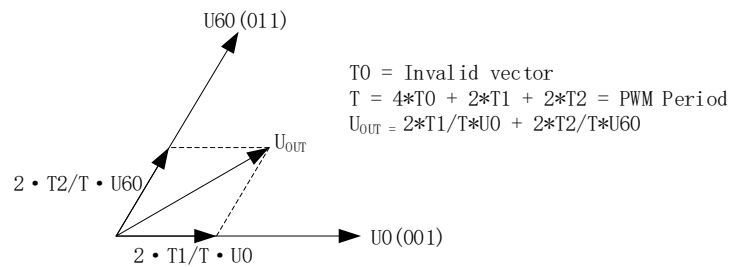 U60(011)
T0 = Invalid vector
T = 4*T0 + 2*T1 + 2*T2 = PWM Period
UOUT = 2*T1/T*U0 + 2*T2/T*U60
UOUT
2・T2/T・U60
U0(001)
2・T1/T・U0